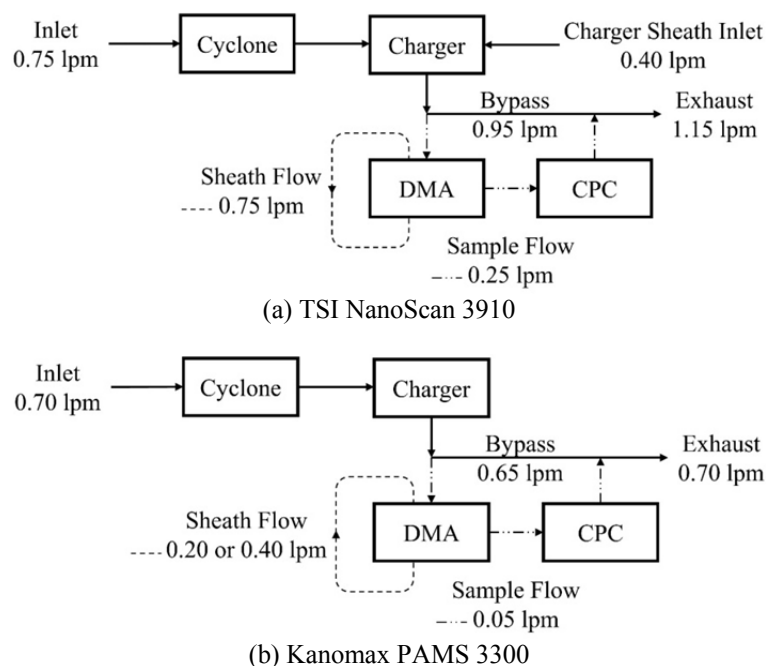 Inlet
0.75 lpm
Cyclone
Charger
Charger Sheath Inlet
0.40 lpm
Bypass
0.95 lpm
Exhaust
1.15 lpm
Sheath Flow
0.75 lpm
DMA
CPC
Sample Flow
0.25 lpm
(a) TSI NanoScan 3910
Inlet
0.70 lpm
Cyclone
Charger
Bypass
0.65 lpm
Exhaust
0.70 lpm
Sheath Flow
0.20 or 0.40 lpm
DMA
CPC
Sample Flow
0.05 lpm
(b) Kanomax PAMS 3300